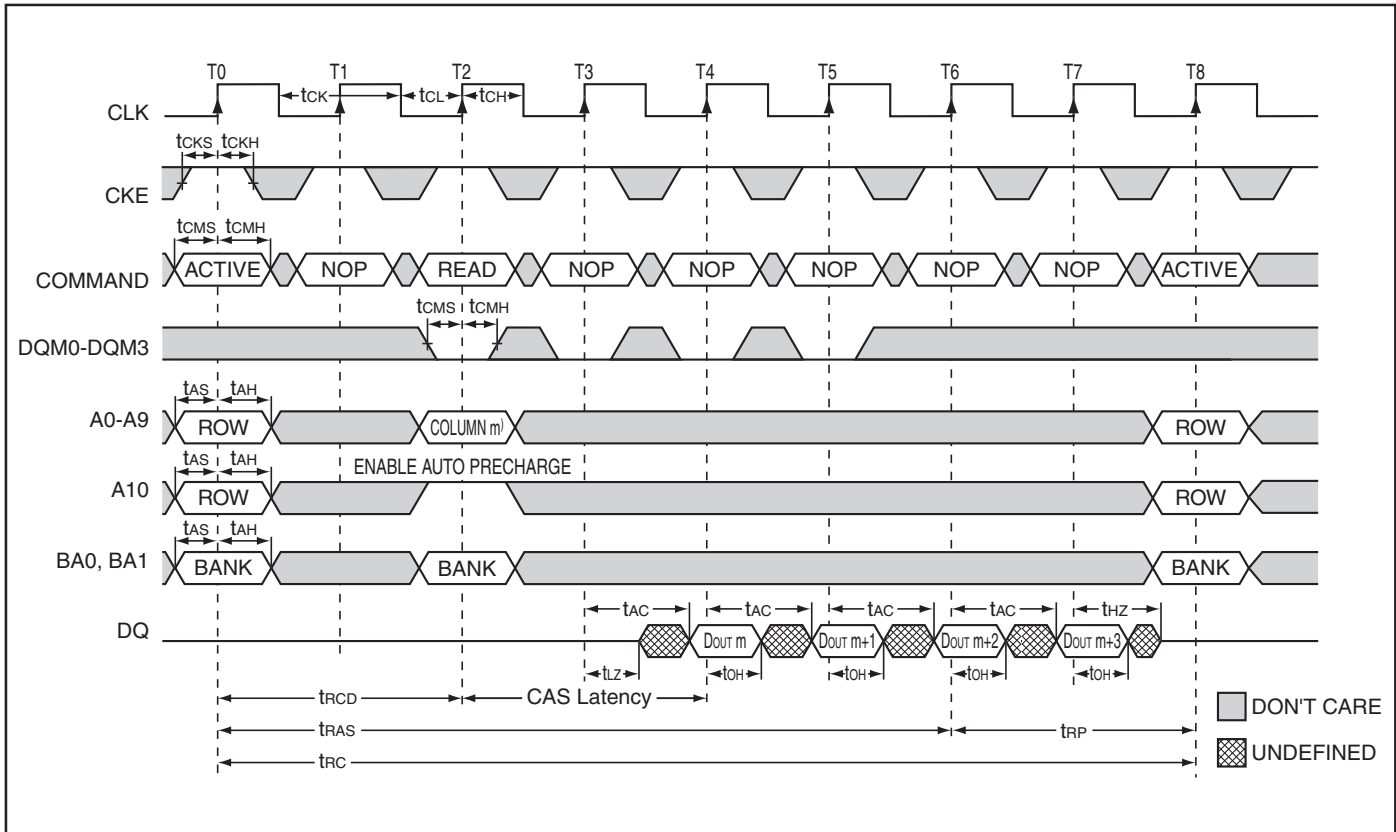 T0 T1 T2 T3 T4 T5 T6 T7 T8
CLK tCK tCL tCH
tCKS tCKH
CKE
tCMS tCMH
COMMAND ACTIVE NOP READ NOP NOP NOP NOP NOP ACTIVE
tCMS tCMH
DQM0-DQM3
tAS tAH
A0-A9 ROW COLUMN m) ROW
tAS tAH ENABLE AUTO PRECHARGE
A10 ROW ROW
tAS tAH
BA0, BA1 BANK BANK BANK
tAC tAC tAC tAC tHZ
DQ DOUT m DOUT m+1 DOUT m+2 DOUT m+3
tLZ tOH tOH tOH tOH
tRCD CAS Latency
DON'T CARE
tRAS tRP
UNDEFINED
tRC